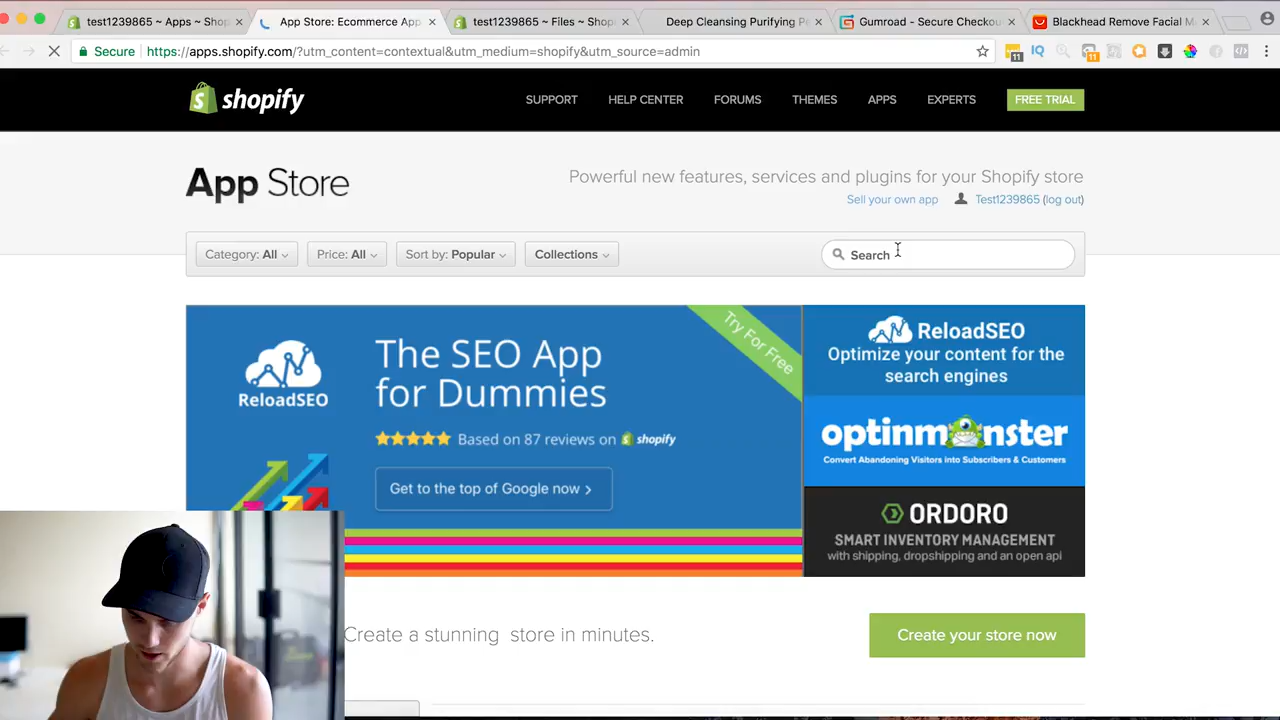 test1239865 ~ Apps ~ Shop
App Store: Ecommerce App
test1239865 ~ Files ~ Shop
Deep Cleansing Purifying Pe
Gumroad - Secure Checkou
Blackhead Remove Facial M
Secure
https://apps.shopify.com/?utm_content=contextual&utm_medium=shopify&utm_source=admin
11
IQ
11
shopify
SUPPORT
HELP CENTER
FORUMS
THEMES
APPS
EXPERTS
FREE TRIAL
App Store
Powerful new features, services and plugins for your Shopify store
Sell your own app
Test1239865 (log out)
Category: All
Price: All
Sort by: Popular
Collections
Search
ReloadSEO
The SEO App
for Dummies
Based on 87 reviews on shopify
Get to the top of Google now >
Try For Free
ReloadSEO
Optimize your content for the
search engines
optinmonster
Convert Abandoning Visitors into Subscribers & Customers
ORDORO
SMART INVENTORY MANAGEMENT
with shipping, dropshipping and an open api
Create a stunning store in minutes.
Create your store now